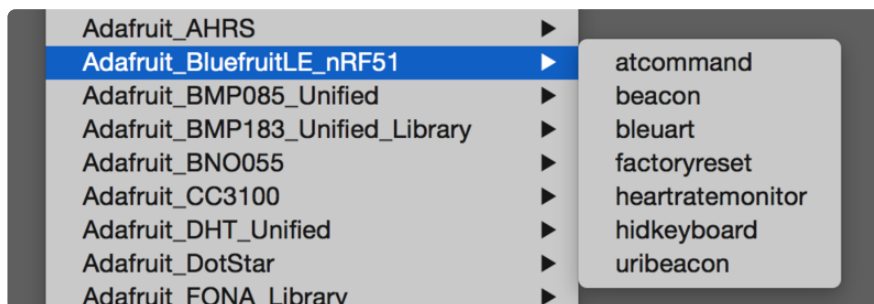 Adafruit_AHRS
Adafruit_BluefruitLE_nRF51
Adafruit_BMP085_Unified
Adafruit_BMP183_Unified_Library
Adafruit_BNO055
Adafruit_CC3100
Adafruit_DHT_Unified
Adafruit_DotStar
Adafruit_FONA_Library
atcommand
beacon
bleuart
factoryreset
heartratemonitor
hidkeyboard
uribeacon